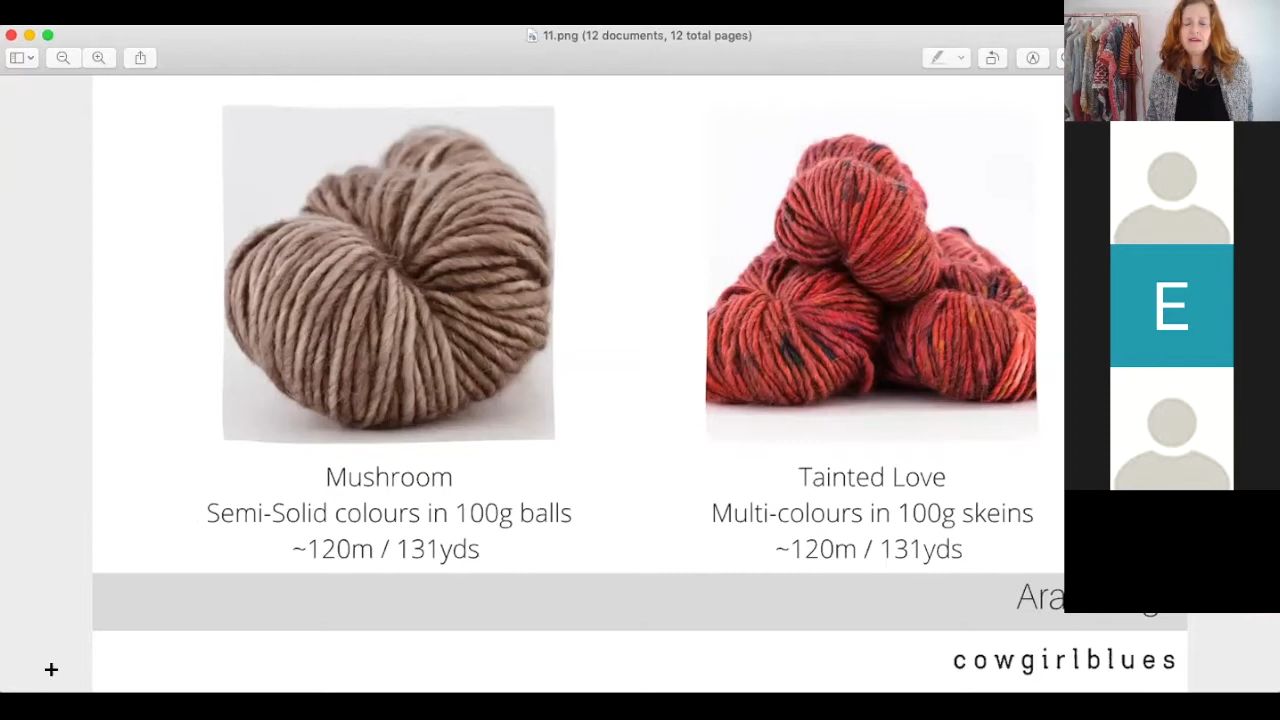 11.png (12 documents, 12 total pages)
E
Mushroom
Semi-Solid colours in 100g balls
~120m / 131yds
Tainted Love
Multi-colours in 100g skeins
~120m / 131yds
cowgirlblues